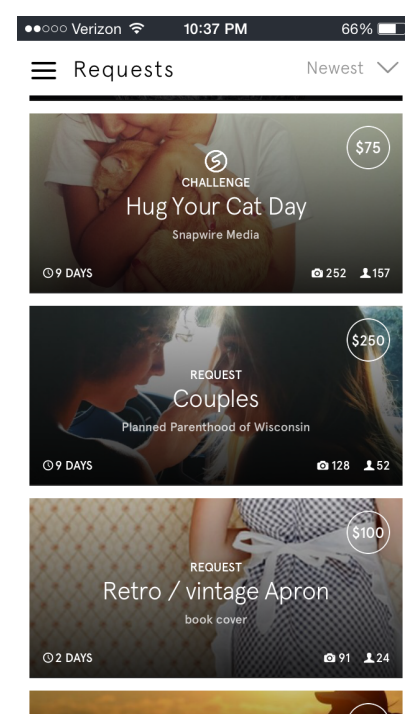 Verizon 10:37 PM 66%
Requests Newest
$75
CHALLENGE
Hug Your Cat Day
Snapwire Media
9 DAYS 252 157
$250
REQUEST
Couples
Planned Parenthood of Wisconsin
9 DAYS 128 52
$100
REQUEST
Retro / vintage Apron
book cover
2 DAYS 91 24